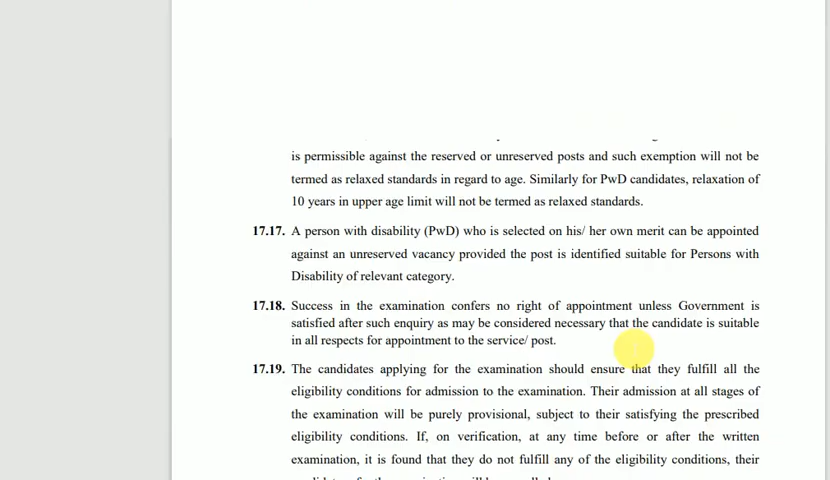 is permissible against the reserved or unreserved posts and such exemption will not be
termed as relaxed standards in regard to age. Similarly for PwD candidates, relaxation of
10 years in upper age limit will not be termed as relaxed standards.
17.17. A person with disability (PwD) who is selected on his/ her own merit can be appointed
against an unreserved vacancy provided the post is identified suitable for Persons with
Disability of relevant category.
17.18. Success in the examination confers no right of appointment unless Government is
satisfied after such enquiry as may be considered necessary that the candidate is suitable
in all respects for appointment to the service/ post.
17.19. The candidates applying for the examination should ensure that they fulfill all the
eligibility conditions for admission to the examination. Their admission at all stages of
the examination will be purely provisional, subject to their satisfying the prescribed
eligibility conditions. If, on verification, at any time before or after the written
examination, it is found that they do not fulfill any of the eligibility conditions, their